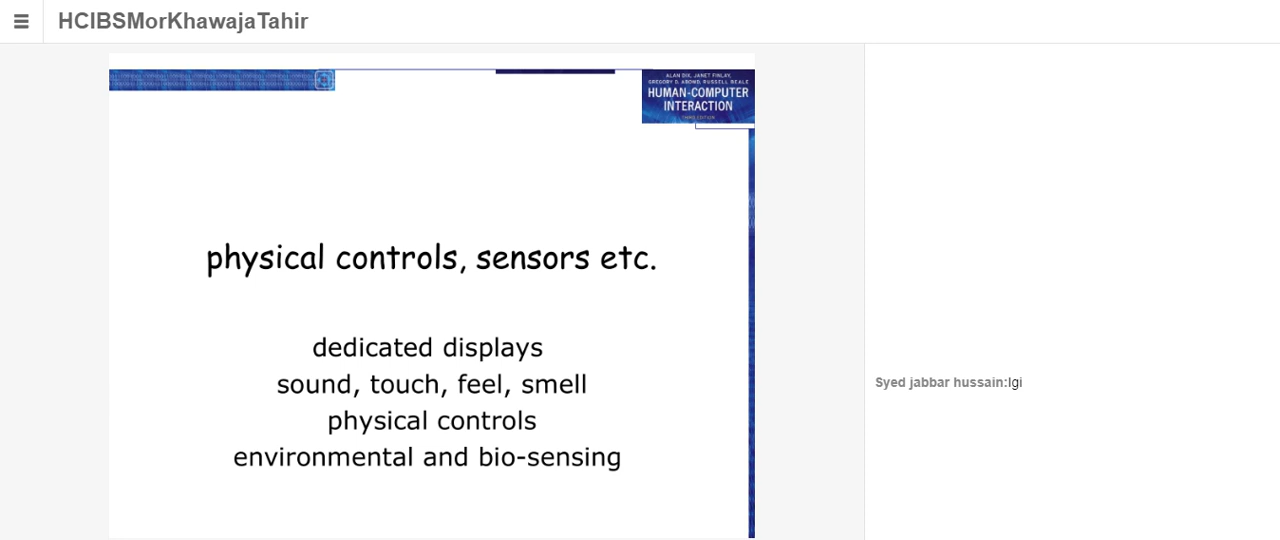 HCIBSMorKhawajaTahir
ALAN DIX, JANET FINLAY,
GREGORY D. ABOWD, RUSSELL BEALE
HUMAN-COMPUTER
INTERACTION
THIRD EDITION
physical controls, sensors etc.
dedicated displays
sound, touch, feel, smell
physical controls
environmental and bio-sensing
Syed jabbar hussain:lgi